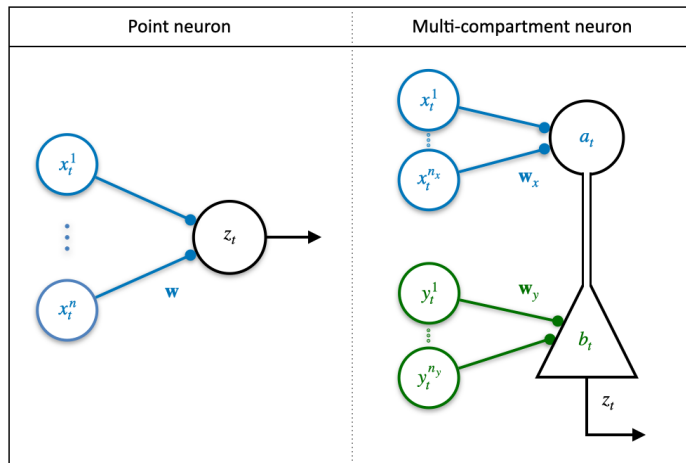 Point neuron
Multi-compartment neuron
x_t^1
⋮
x_t^n
w
z_t
x_t^1
⋮
x_t^{n_x}
w_x
a_t
y_t^1
⋮
y_t^{n_y}
w_y
b_t
z_t